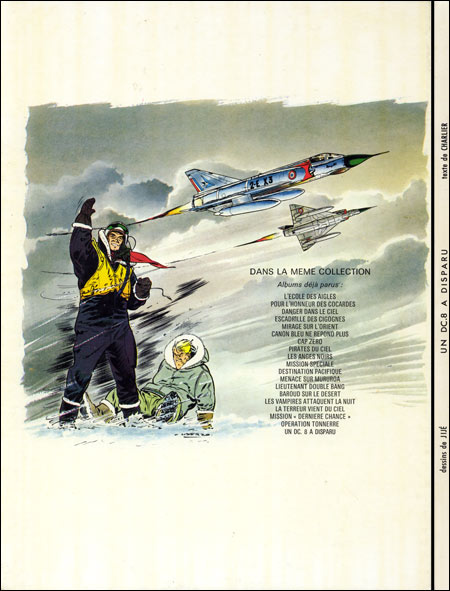 DANS LA MEME COLLECTION
Albums déjà parus :
L'ECOLE DES AIGLES
POUR L'HONNEUR DES COCARDES
DANGER DANS LE CIEL
ESCADRILLE DES CIGOGNES
MIRAGE SUR L'ORIENT
CANON BLEU NE REPOND PLUS
CAP ZERO
PIRATES DU CIEL
LES ANGES NOIRS
MISSION SPECIALE
DESTINATION PACIFIQUE
MENACE SUR MURUROA
LIEUTENANT DOUBLE BANG
BAROUD SUR LE DESERT
LES VAMPIRES ATTAQUENT LA NUIT
LA TERREUR VIENT DU CIEL
MISSION « DERNIERE CHANCE »
OPERATION TONNERRE
UN DC. 8 A DISPARU
dessins de JIJÉ
UN DC.8 A DISPARU
texte de CHARLIER